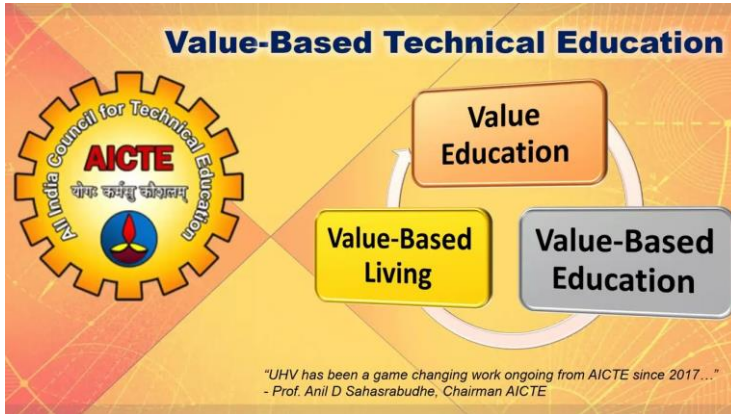 Value-Based Technical Education
All India Council for Technical Education
AICTE
योगः कर्मसु कौशलम्
Value
Education
Value-Based
Living
Value-Based
Education
"UHV has been a game changing work ongoing from AICTE since 2017…"
- Prof. Anil D Sahasrabudhe, Chairman AICTE